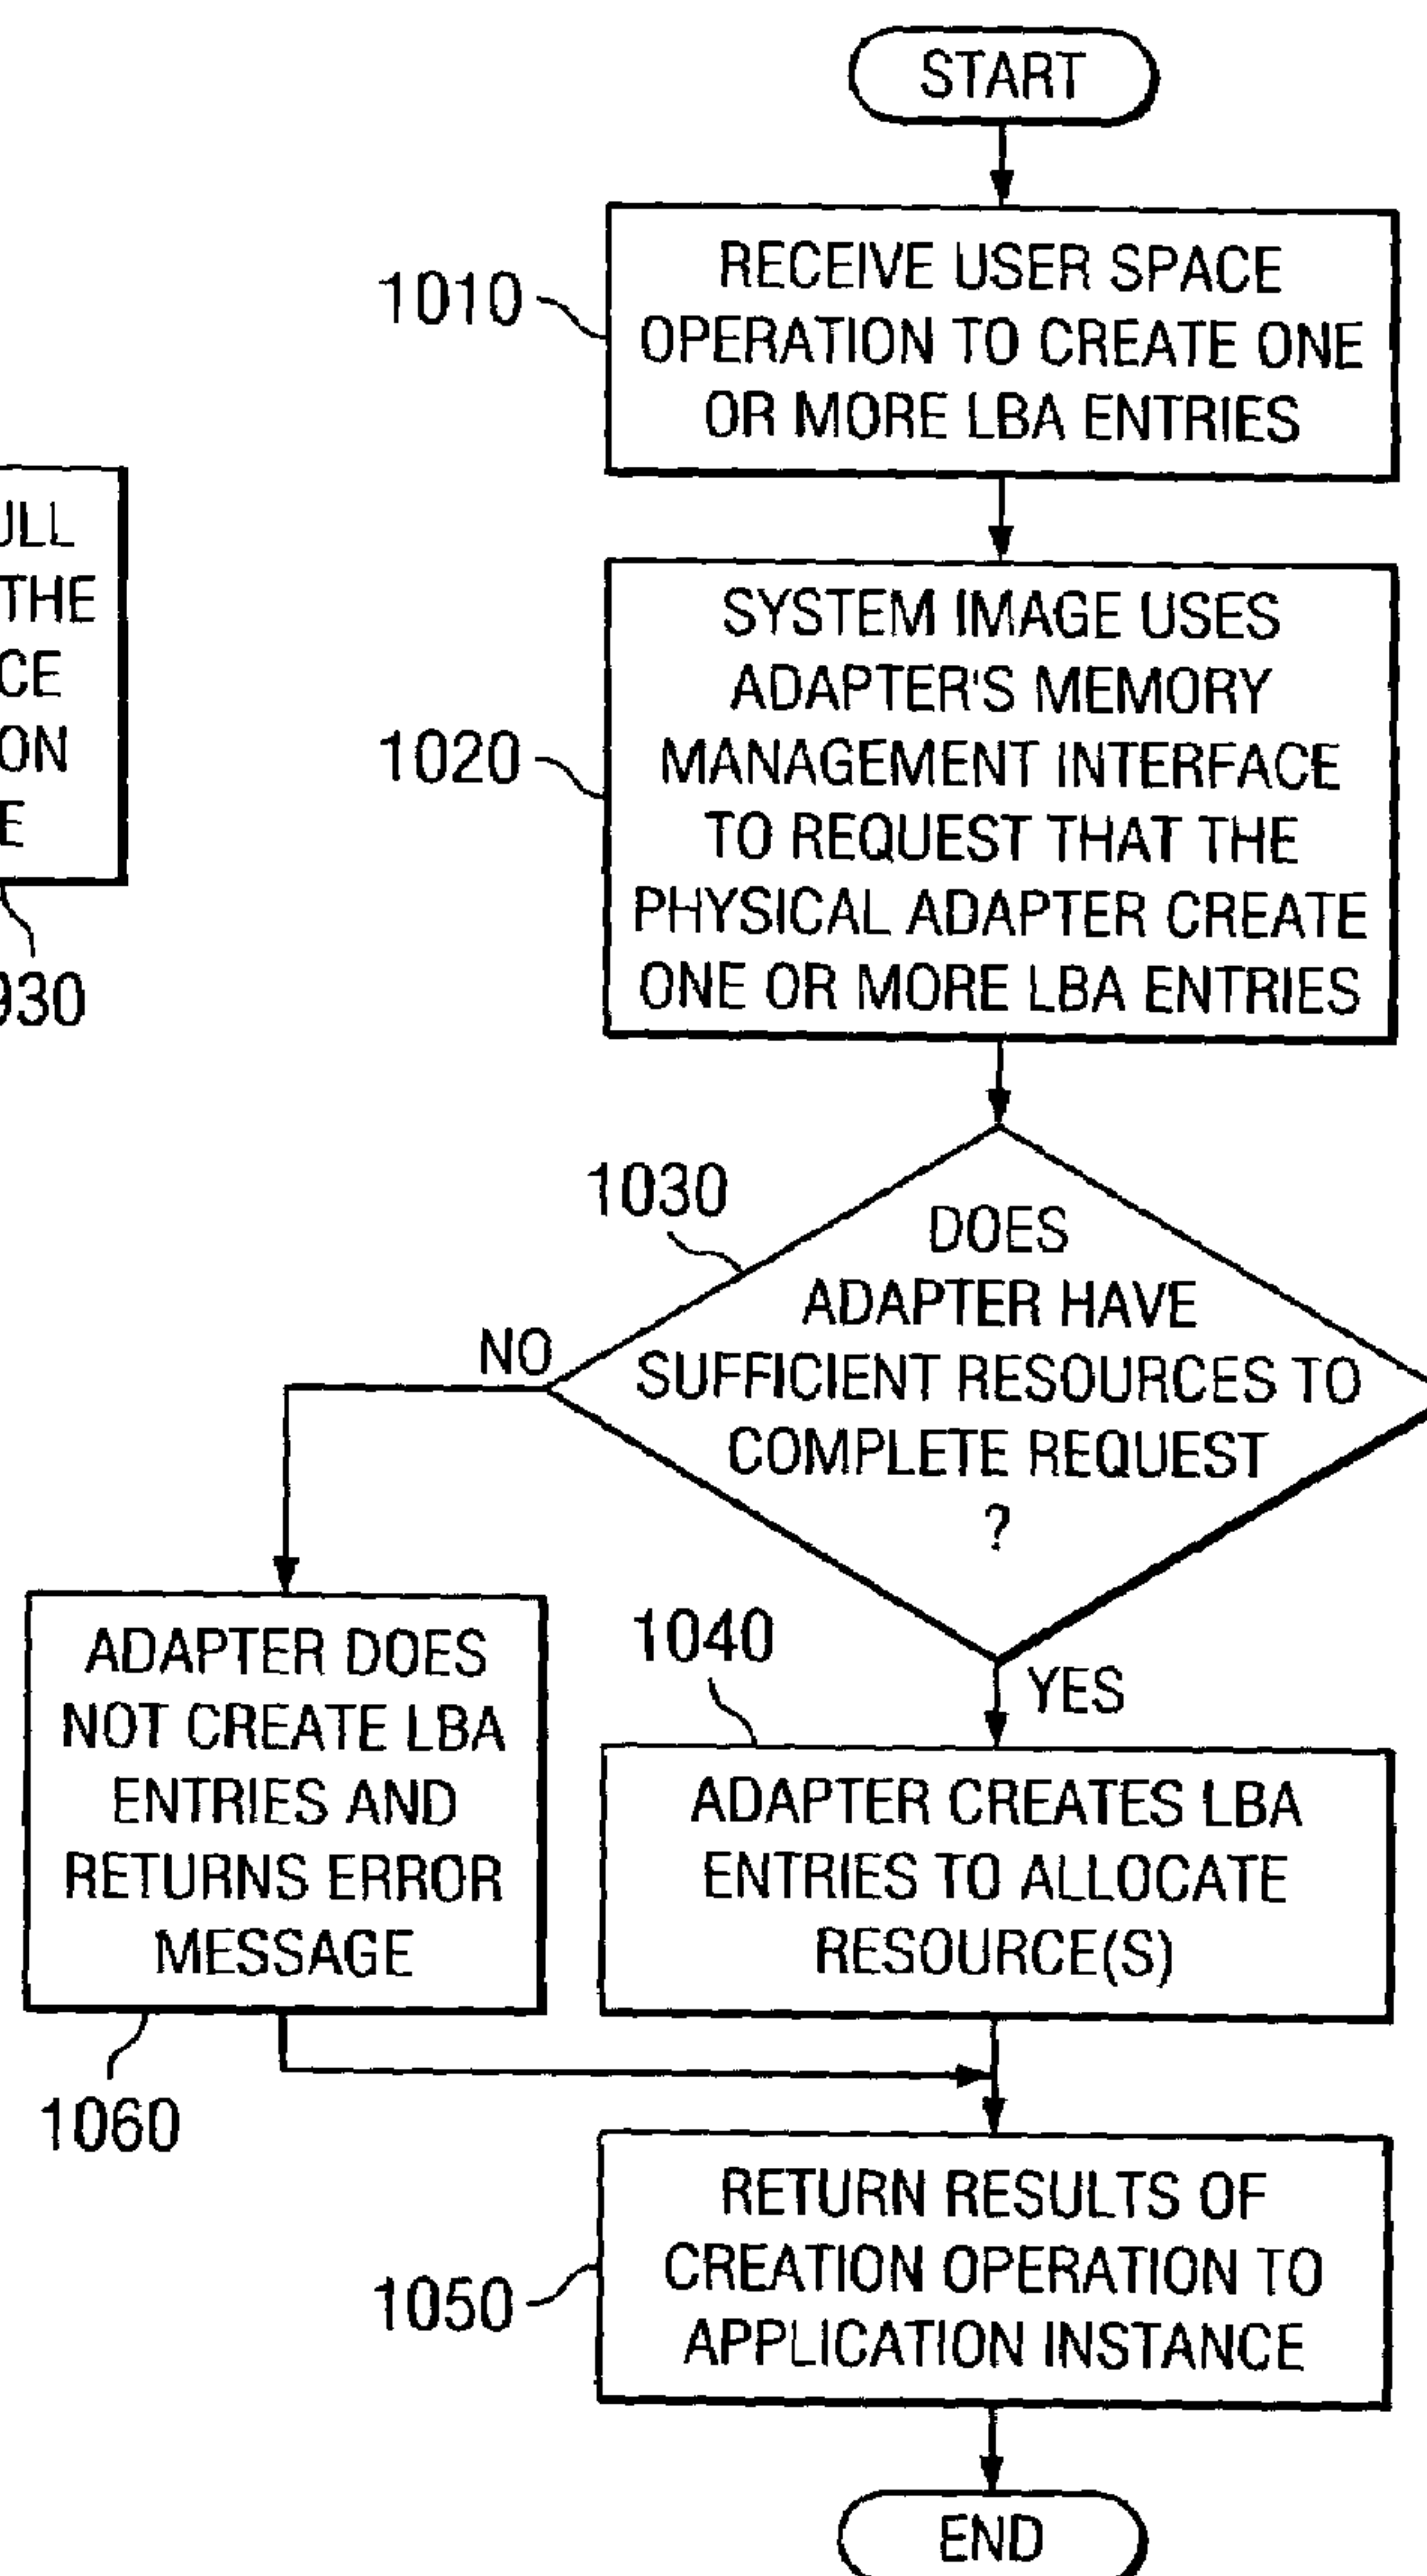 START
1010
RECEIVE USER SPACE
OPERATION TO CREATE ONE
OR MORE LBA ENTRIES
THE
1020
SYSTEM IMAGE USES
ADAPTER'S MEMORY
MANAGEMENT INTERFACE
TO REQUEST THAT THE
PHYSICAL ADAPTER CREATE
ONE OR MORE LBA ENTRIES
1030
DOES
ADAPTER HAVE
SUFFICIENT RESOURCES TO
COMPLETE REQUEST
?
NO
YES
ADAPTER DOES
NOT CREATE LBA
ENTRIES AND
RETURNS ERROR
MESSAGE
1060
1040
ADAPTER CREATES LBA
ENTRIES TO ALLOCATE
RESOURCE(S)
1050
RETURN RESULTS OF
CREATION OPERATION TO
APPLICATION INSTANCE
END